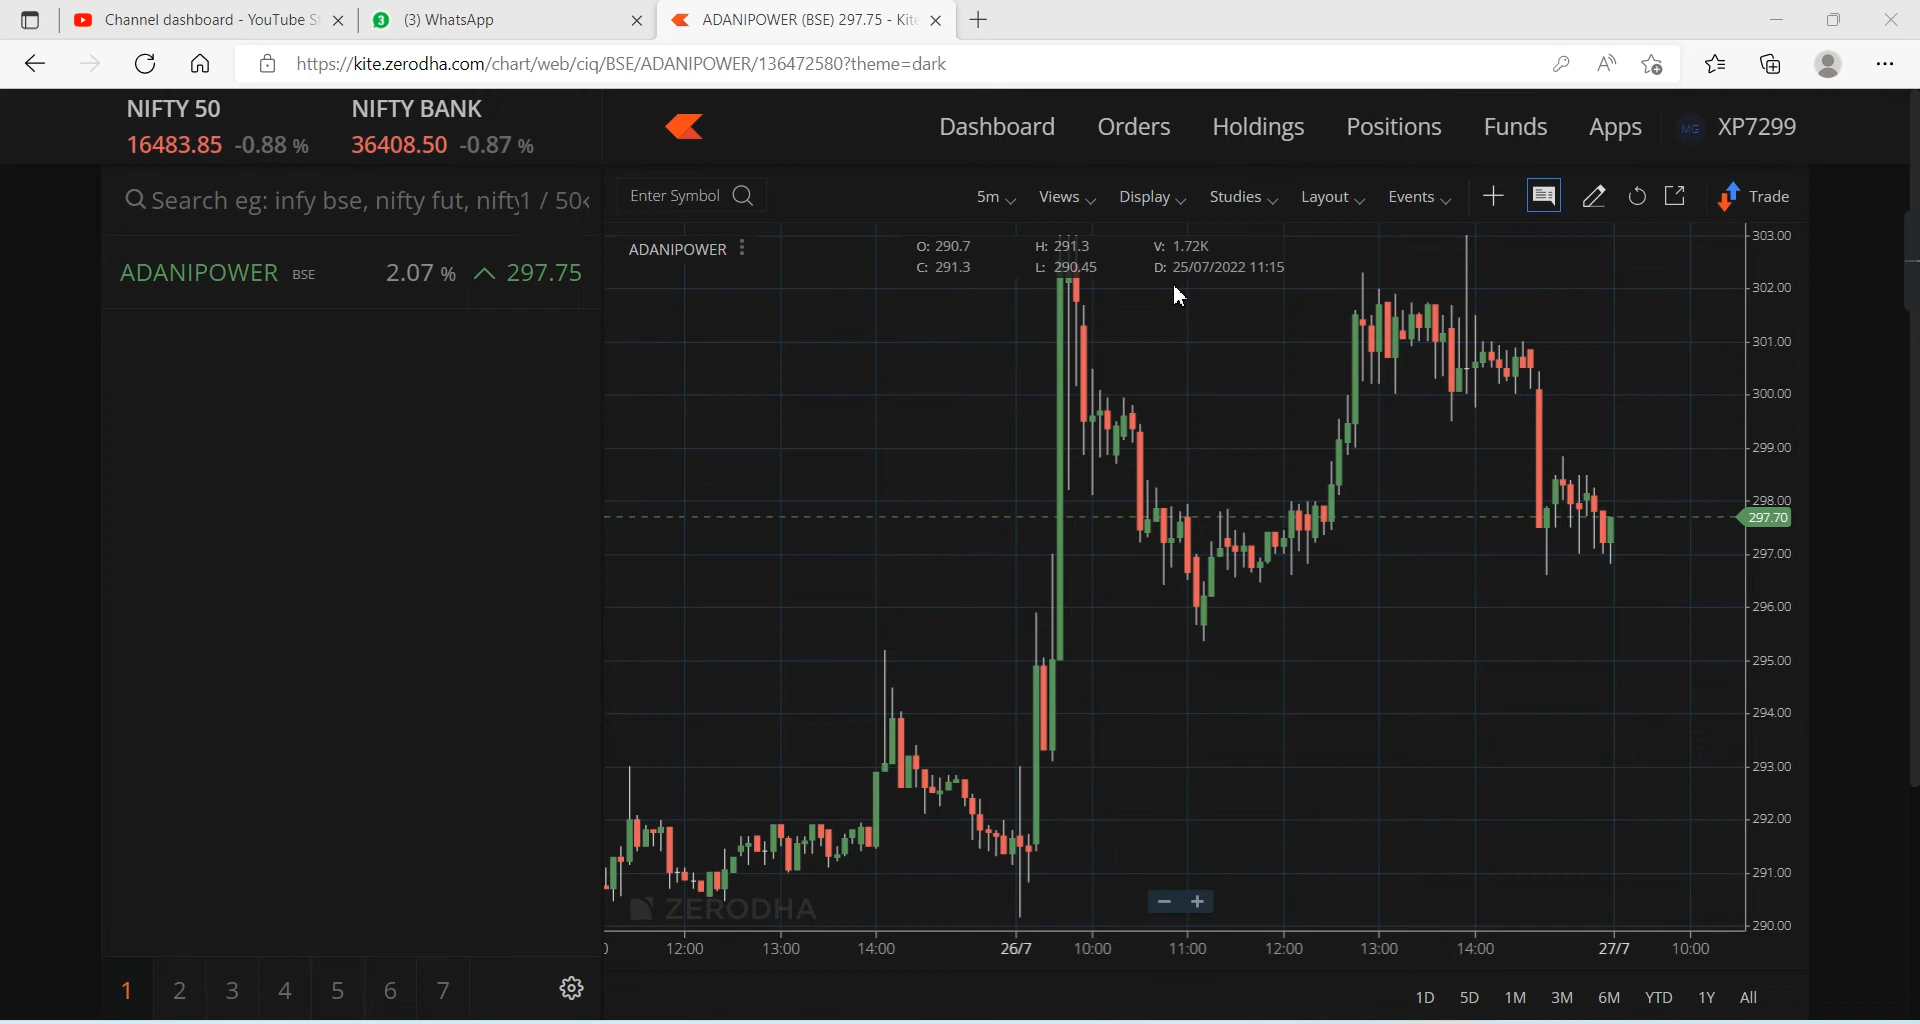 Channel dashboard - YouTube S
3 (3) WhatsApp
ADANIPOWER (BSE) 297.75 - Kite
https://kite.zerodha.com/chart/web/ciq/BSE/ADANIPOWER/136472580?theme=dark
NIFTY 50
16483.85 -0.88 %
NIFTY BANK
36408.50 -0.87 %
Dashboard Orders Holdings Positions Funds Apps MG XP7299
Search eg: infy bse, nifty fut, nifty 1 / 50
ADANIPOWER BSE 2.07 % 297.75
Enter Symbol 5m Views Display Studies Layout Events Trade
ADANIPOWER
O: 290.7 H: 291.3 V: 1.72K
C: 291.3 L: 290.45 D: 25/07/2022 11:15
303.00
302.00
301.00
300.00
299.00
298.00
297.70
297.00
296.00
295.00
294.00
293.00
292.00
291.00
290.00
ZERODHA
12:00 13:00 14:00 26/7 10:00 11:00 12:00 13:00 14:00 27/7 10:00
1 2 3 4 5 6 7
1D 5D 1M 3M 6M YTD 1Y All